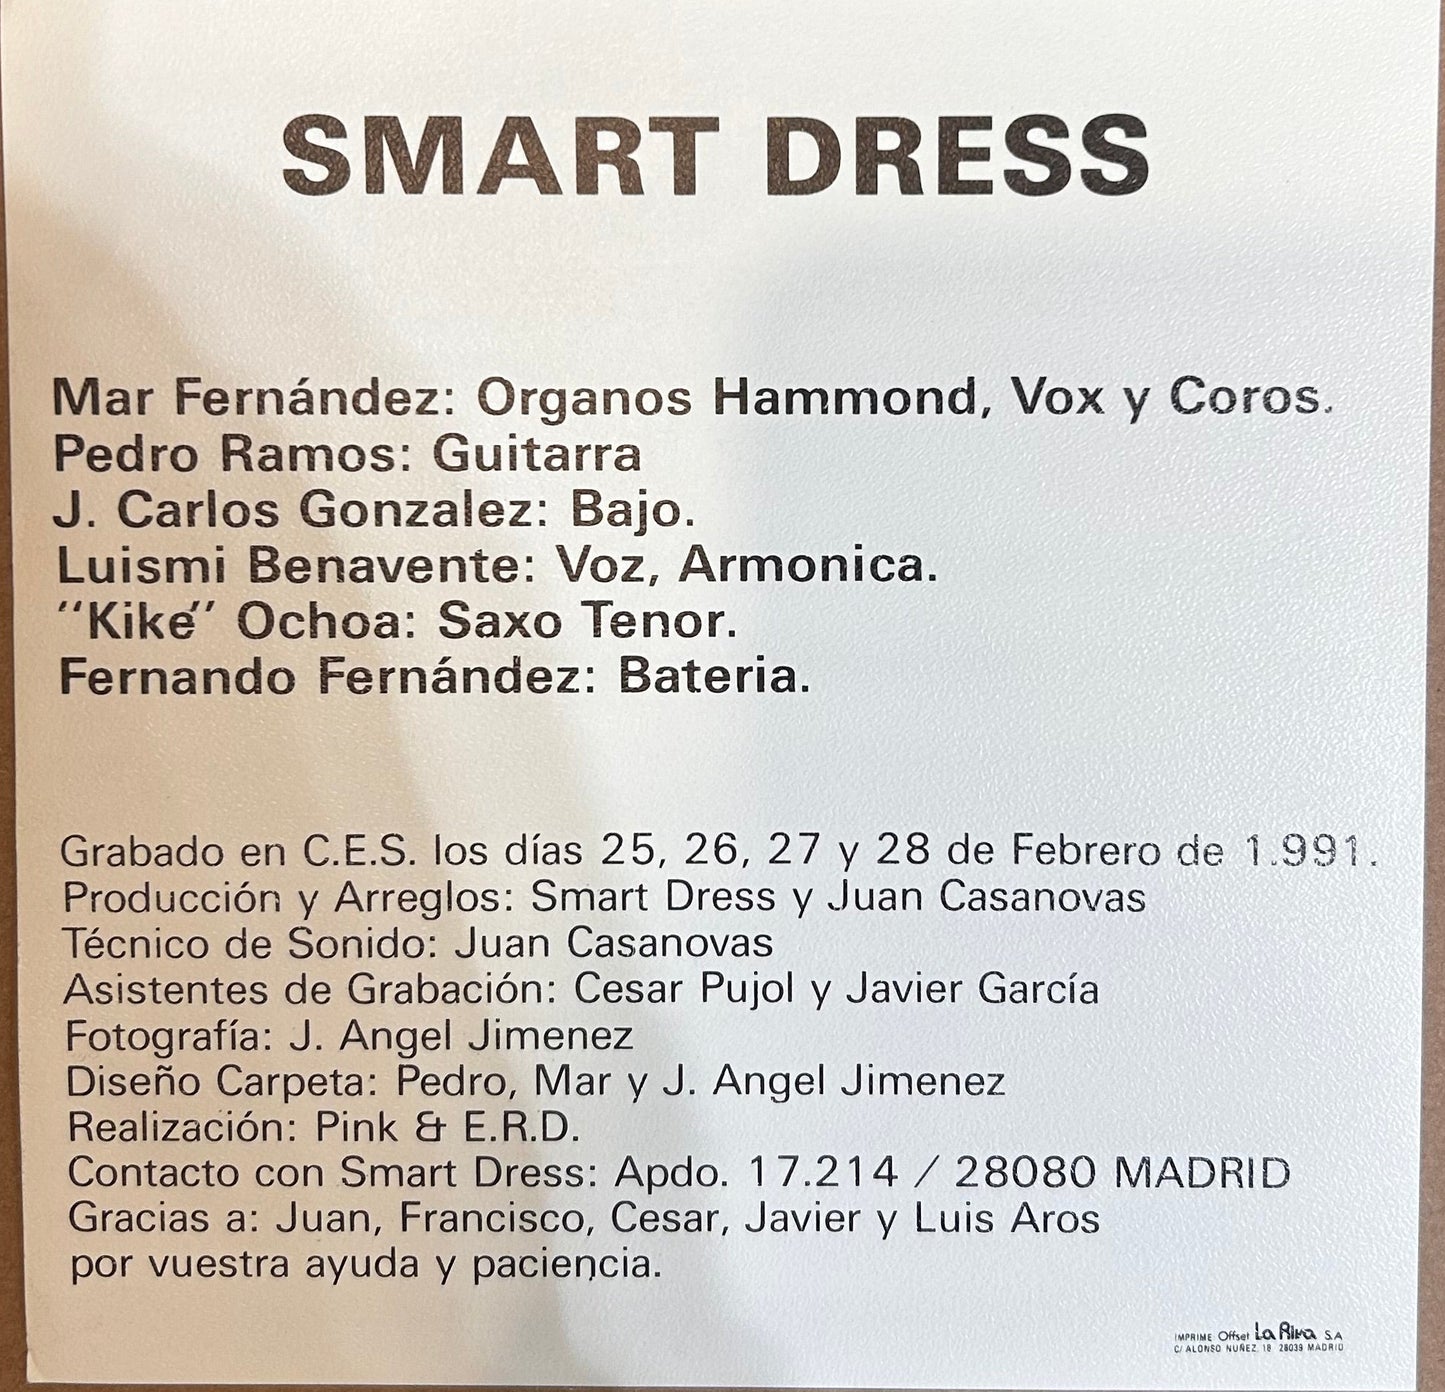 SMART DRESS
Mar Fernández: Organos Hammond, Vox y Coros.
Pedro Ramos: Guitarra
J. Carlos Gonzalez: Bajo.
Luismi Benavente: Voz, Armonica.
"Kike" Ochoa: Saxo Tenor.
Fernando Fernández: Bateria.
Grabado en C.E.S. los días 25, 26, 27 y 28 de Febrero de 1.991.
Producción y Arreglos: Smart Dress y Juan Casanovas
Técnico de Sonido: Juan Casanovas
Asistentes de Grabación: Cesar Pujol y Javier García
Fotografía: J. Angel Jimenez
Diseño Carpeta: Pedro, Mar y J. Angel Jimenez
Realización: Pink & E.R.D.
Contacto con Smart Dress: Apdo. 17.214 / 28080 MADRID
Gracias a: Juan, Francisco, Cesar, Javier y Luis Aros
por vuestra ayuda y paciencia.
IMPRIME Offset La Riva S.A
C/ ALONSO NUÑEZ, 18 28039 MADRID